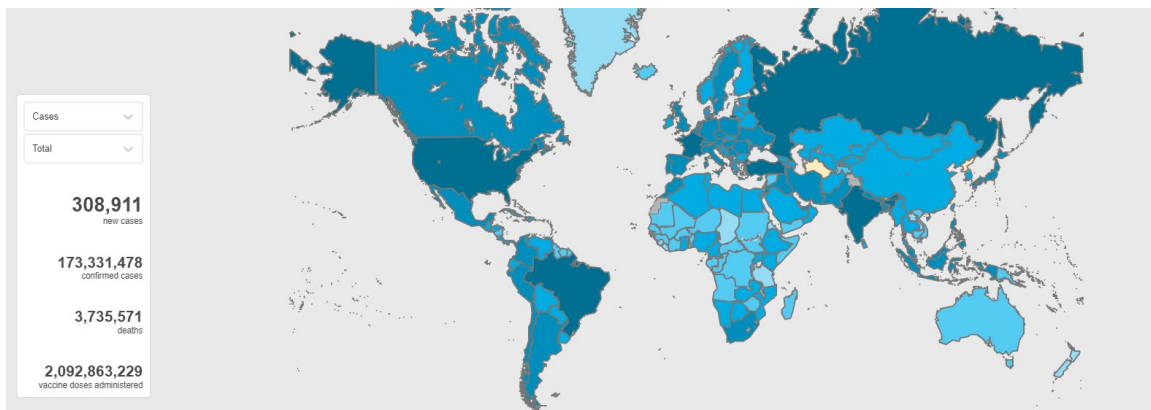 Cases
Total
308,911
new cases
173,331,478
confirmed cases
3,735,571
deaths
2,092,863,229
vaccine doses administered